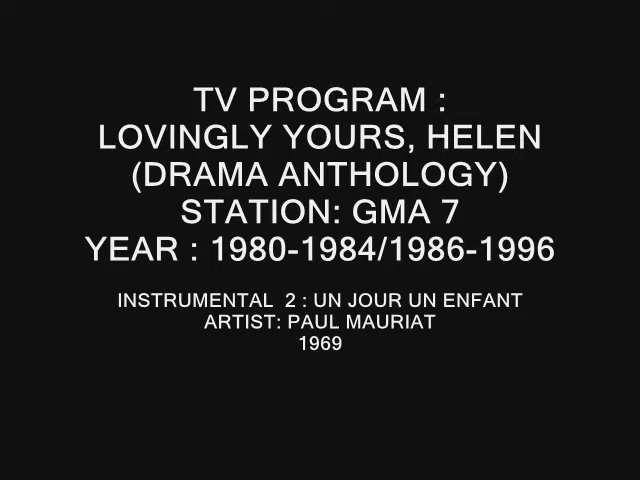 TV PROGRAM :
LOVINGLY YOURS, HELEN
(DRAMA ANTHOLOGY)
STATION: GMA 7
YEAR : 1980-1984/1986-1996
INSTRUMENTAL  2 : UN JOUR UN ENFANT
ARTIST: PAUL MAURIAT
1969